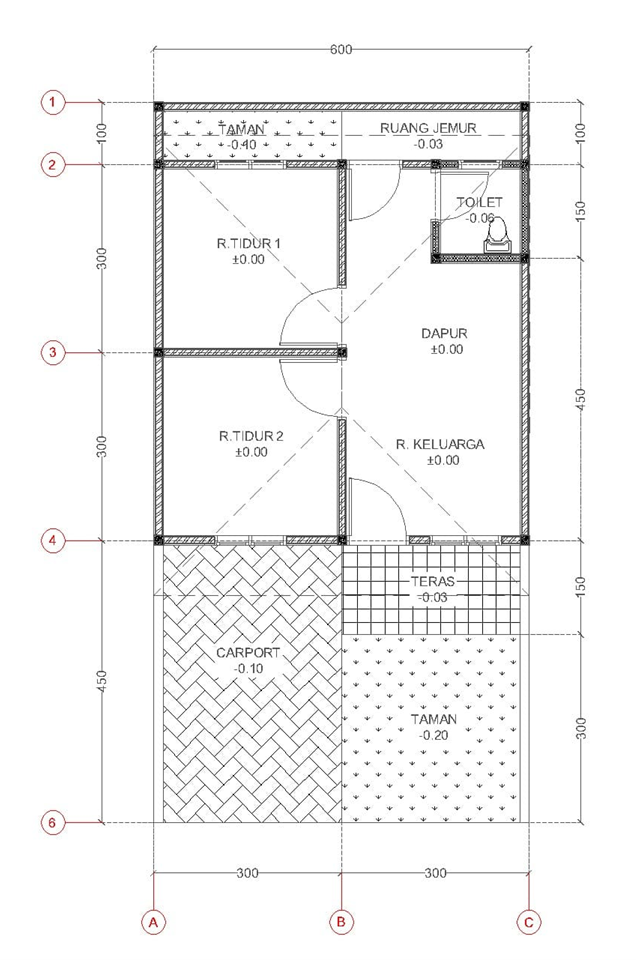 600
1
100
TAMAN
-0.40
RUANG JEMUR
-0.03
100
2
300
R.TIDUR 1
±0.00
TOILET
-0.06
150
DAPUR
±0.00
3
300
R.TIDUR 2
±0.00
R. KELUARGA
±0.00
450
4
TERAS
-0.03
150
CARPORT
-0.10
450
TAMAN
-0.20
300
6
300
300
A
B
C